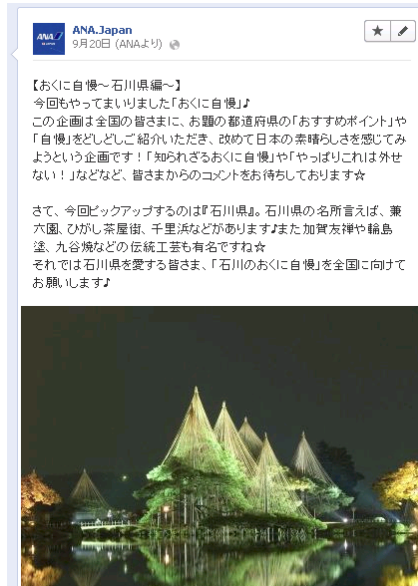 ANA
ANA.Japan
9月20日 (ANAより)
【おくに自慢～石川県編～】
今回もやってまいりました「おくに自慢」♪
この企画は全国の皆さまに、お題の都道府県の「おすすめポイント」や
「自慢」をどしどしご紹介いただき、改めて日本の素晴らしさを感じてみ
ようという企画です！「知られざるおくに自慢」や「やっぱりこれは外せ
ない！」などなど、皆さまからのコメントをお待ちしております☆
さて、今回ピックアップするのは『石川県』。石川県の名所言えば、兼
六園、ひがし茶屋街、千里浜などがあります♪また加賀友禅や輪島
塗、九谷焼などの伝統工芸も有名ですね☆
それでは石川県を愛する皆さま、「石川のおくに自慢」を全国に向けて
お願いします♪